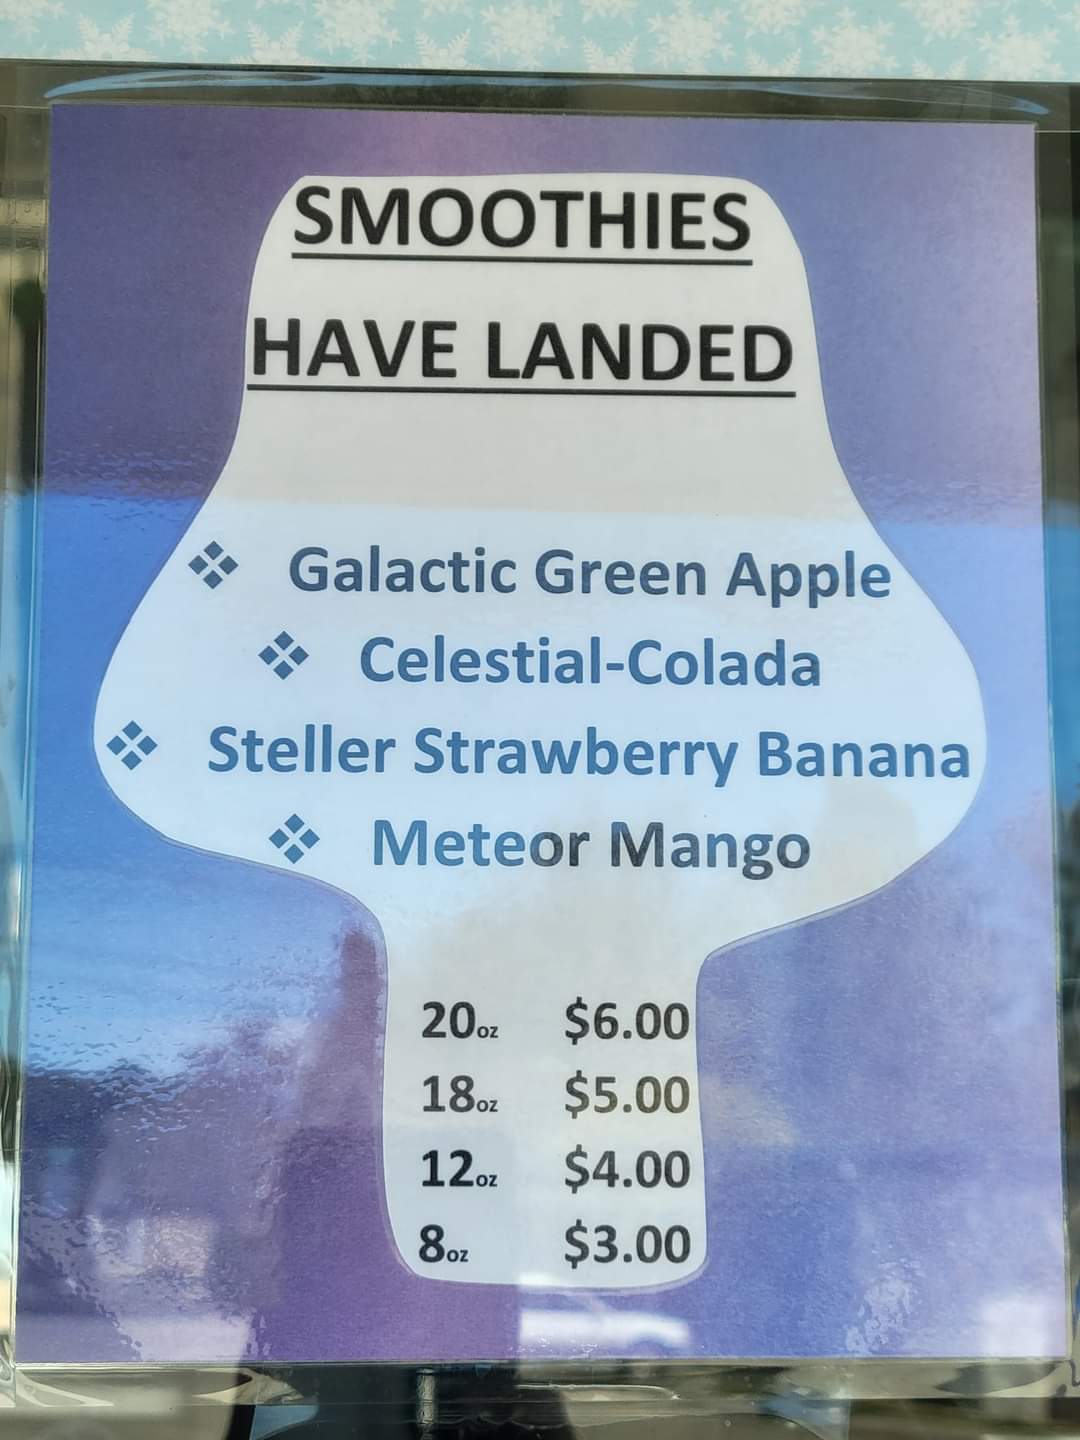 SMOOTHIES
HAVE LANDED
❖ Galactic Green Apple
❖ Celestial-Colada
❖ Steller Strawberry Banana
❖ Meteor Mango
20oz $6.00
18oz $5.00
12oz $4.00
8oz $3.00